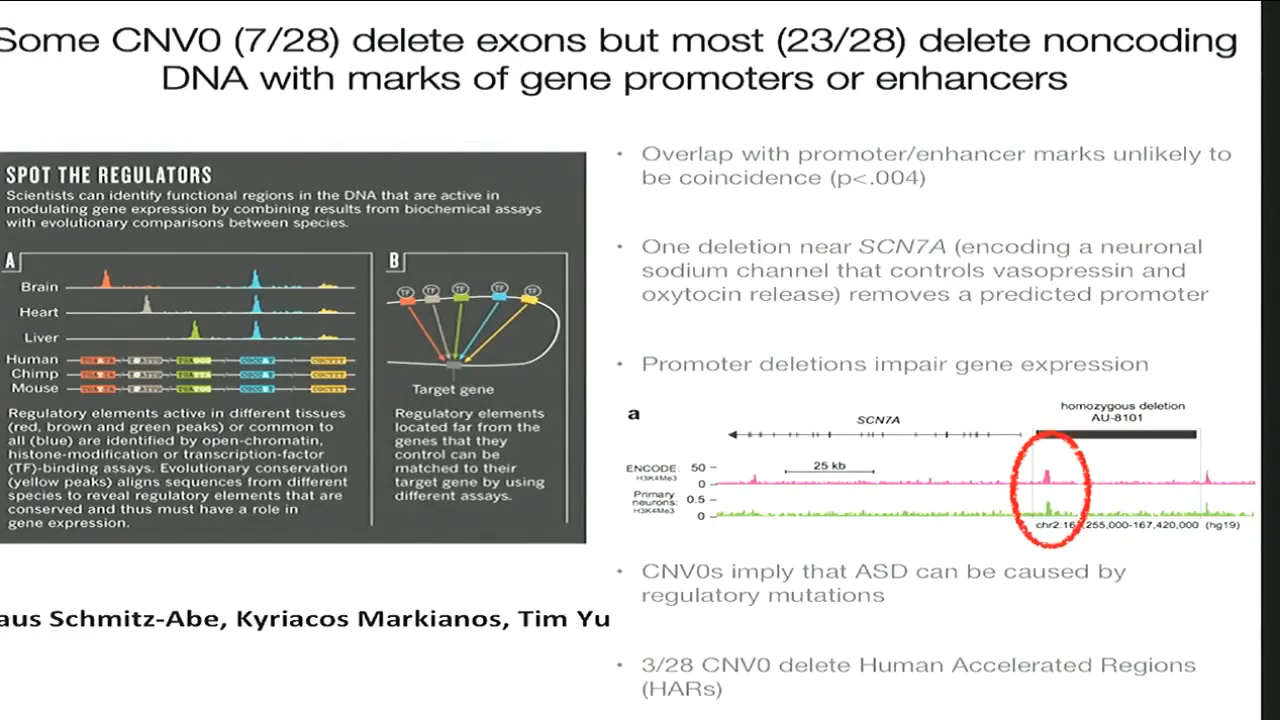 Some CNV0 (7/28) delete exons but most (23/28) delete noncoding
DNA with marks of gene promoters or enhancers
SPOT THE REGULATORS
Scientists can identify functional regions in the DNA that are active in
modulating gene expression by combining results from biochemical assays
with evolutionary comparisons between species.
A
Brain
Heart
Liver
Human
Chimp
Mouse
Regulatory elements active in different tissues
(red, brown and green peaks) or common to
all (blue) are identified by open-chromatin,
histone-modification or transcription-factor
(TF)-binding assays. Evolutionary conservation
(yellow peaks) aligns sequences from different
species to reveal regulatory elements that are
conserved and thus must have a role in
gene expression.
B
TF TF TF TF TF
Target gene
Regulatory elements
located far from the
genes that they
control can be
matched to their
target gene by using
different assays.
aus Schmitz-Abe, Kyriacos Markianos, Tim Yu
• Overlap with promoter/enhancer marks unlikely to
be coincidence (p<.004)
• One deletion near SCN7A (encoding a neuronal
sodium channel that controls vasopressin and
oxytocin release) removes a predicted promoter
• Promoter deletions impair gene expression
a
SCN7A
homozygous deletion
AU-8101
25 kb
ENCODE:
H3K4Me3
50
0
Primary
neurons:
H3K4Me3
0.5
0
255,000-167,420,000 (hg19)
• CNV0s imply that ASD can be caused by
regulatory mutations
• 3/28 CNV0 delete Human Accelerated Regions
(HARs)